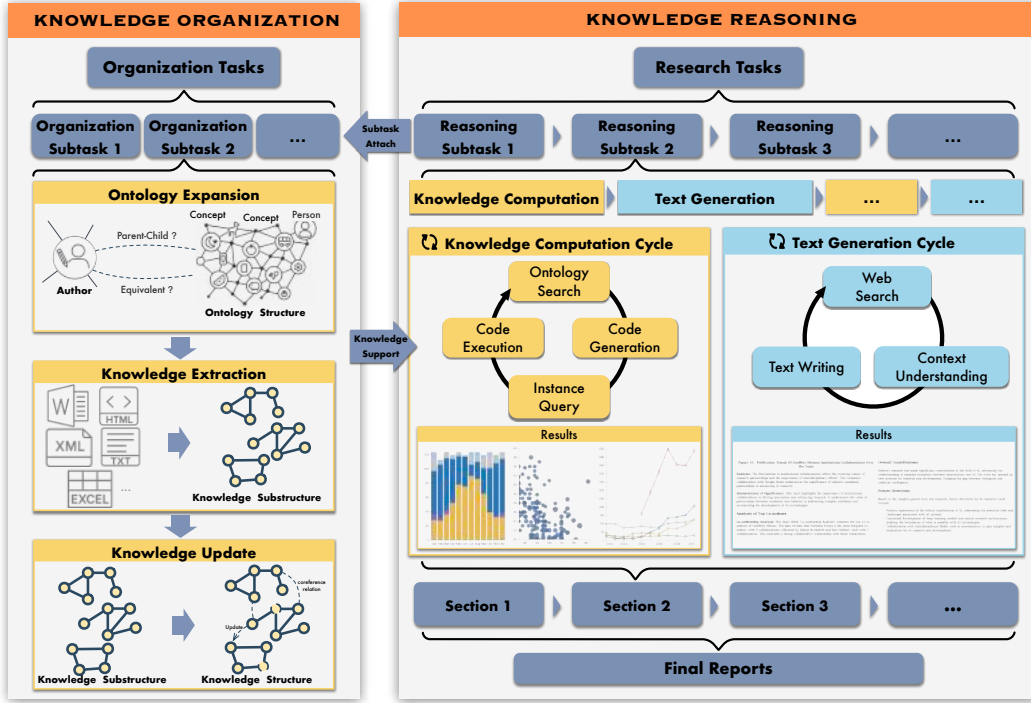 KNOWLEDGE ORGANIZATION
Organization Tasks
Organization
Subtask 1
Organization
Subtask 2
...
Ontology Expansion
Concept
Concept
Person
Parent-Child ?
Equivalent ?
Author
Ontology Structure
Knowledge Extraction
W
HTML
XML
TXT
EXCEL
...
Knowledge Substructure
Knowledge Update
coreference
relation
Update
Knowledge Substructure
Knowledge Structure
Subtask
Attach
Knowledge
Support
KNOWLEDGE REASONING
Research Tasks
Reasoning
Subtask 1
Reasoning
Subtask 2
Reasoning
Subtask 3
...
Knowledge Computation
Text Generation
...
...
Knowledge Computation Cycle
Ontology
Search
Code
Generation
Instance
Query
Code
Execution
Results
Text Generation Cycle
Web
Search
Context
Understanding
Text Writing
Results
Section 1
Section 2
Section 3
...
Final Reports